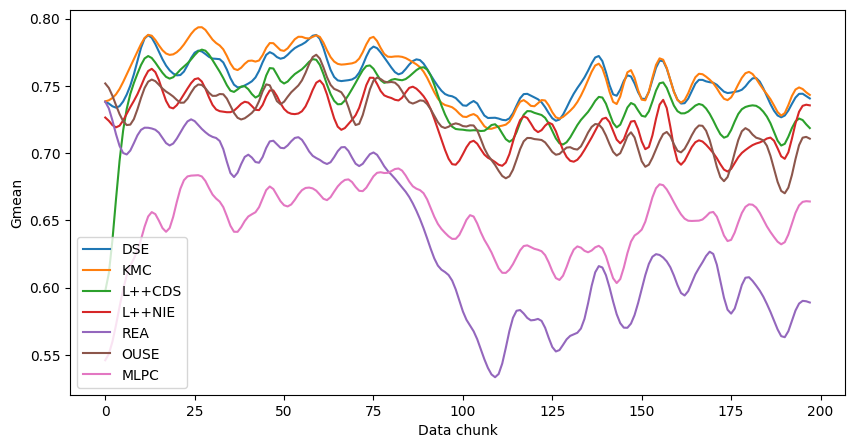 0.80
0.75
0.70
0.65
0.60
0.55
Gmean
DSE
KMC
L++CDS
L++NIE
REA
OUSE
MLPC
0 25 50 75 100 125 150 175 200
Data chunk